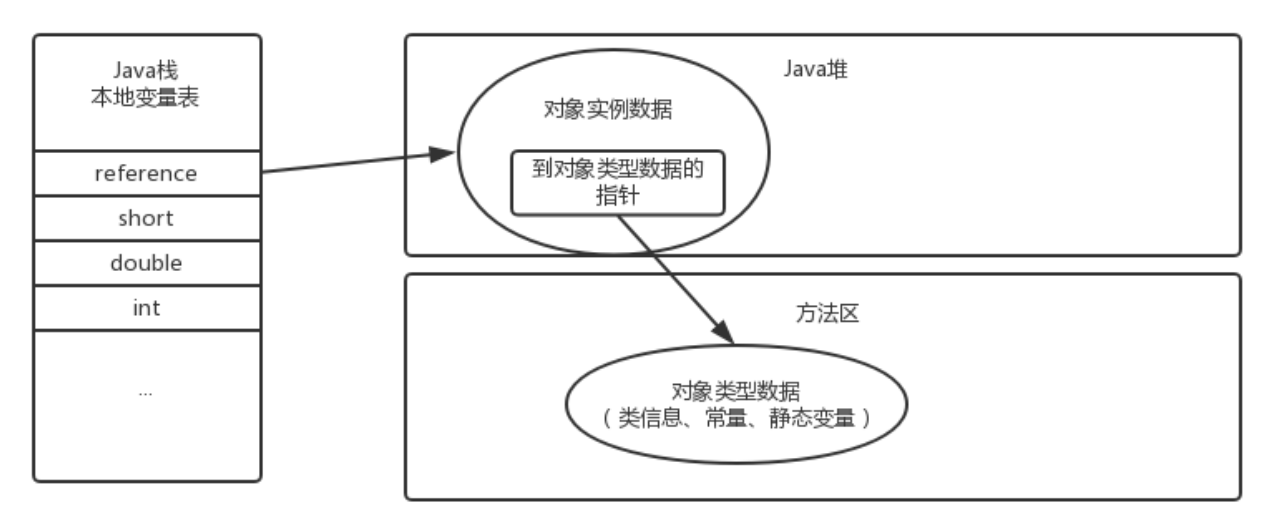 Java栈
本地变量表
reference
short
double
int
...
Java堆
对象实例数据
到对象类型数据的
指针
方法区
对象类型数据
（类信息、常量、静态变量）